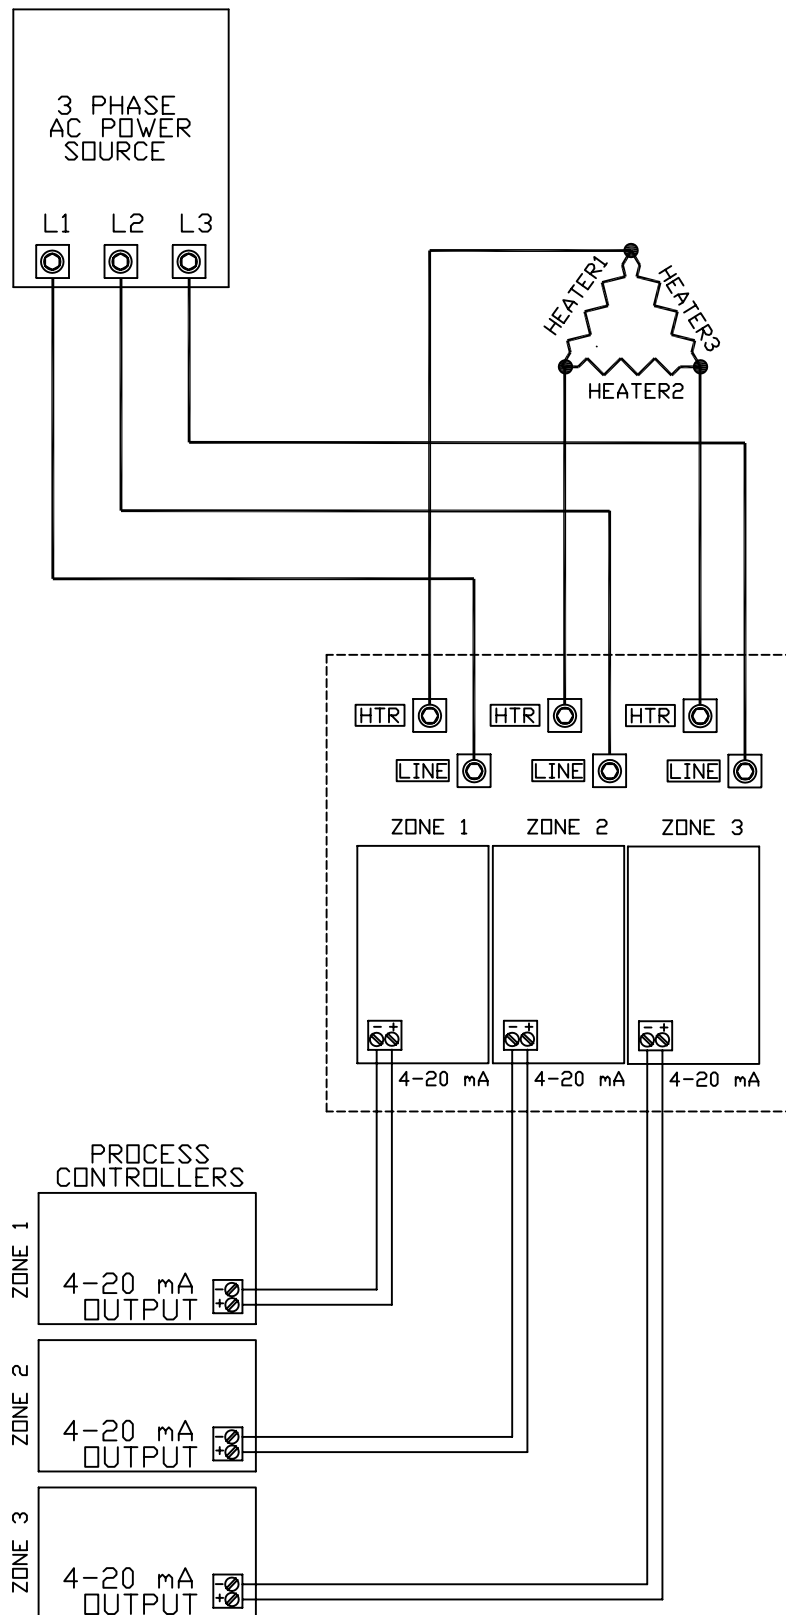 3 PHASE
AC POWER
SOURCE
L1 L2 L3
HEATER1
HEATER3
HEATER2
HTR HTR HTR
LINE LINE LINE
ZONE 1 ZONE 2 ZONE 3
- + - + - +
4-20 mA 4-20 mA 4-20 mA
PROCESS
CONTROLLERS
ZONE 1
4-20 mA -
OUTPUT +
ZONE 2
4-20 mA -
OUTPUT +
ZONE 3
4-20 mA -
OUTPUT +